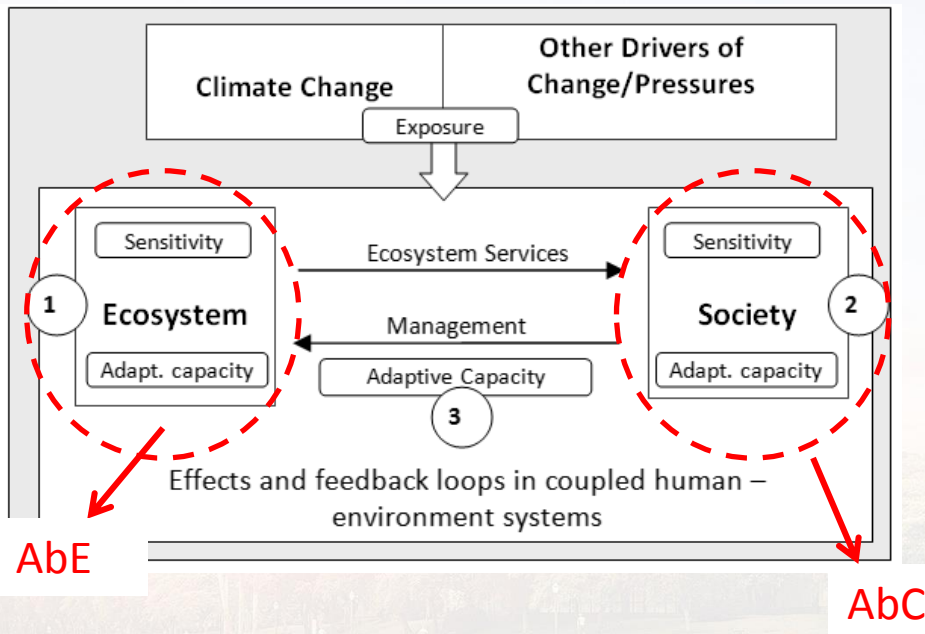 Climate Change
Other Drivers of
Change/Pressures
Exposure
Sensitivity
1
Ecosystem
Adapt. capacity
Ecosystem Services
Management
Adaptive Capacity
3
Sensitivity
Society
2
Adapt. capacity
Effects and feedback loops in coupled human –
environment systems
AbE
AbC